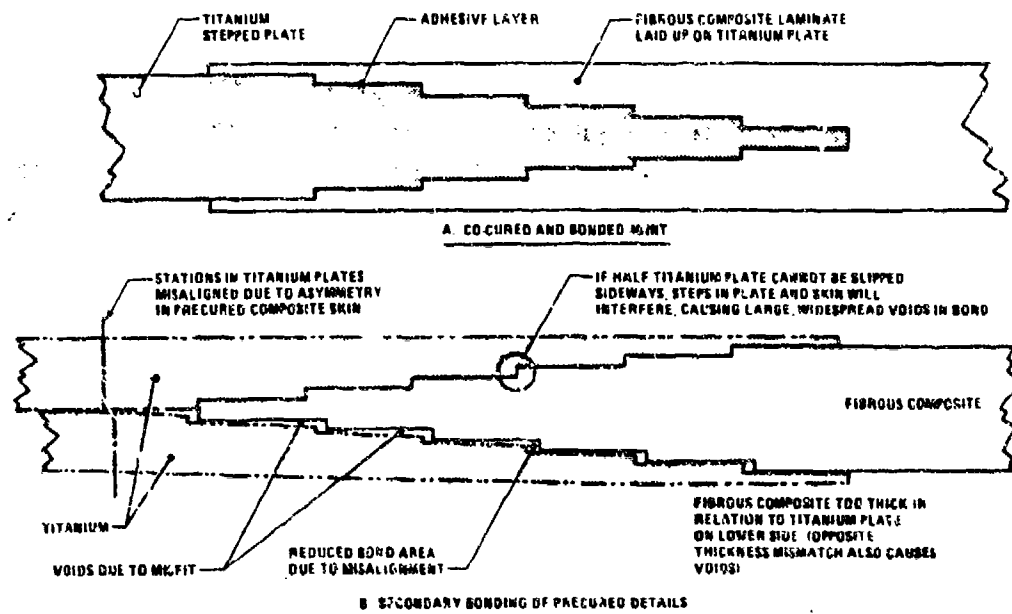 TITANIUM
STEPPED PLATE
ADHESIVE LAYER
FIBROUS COMPOSITE LAMINATE
LAID UP ON TITANIUM PLATE
A. CO-CURED AND BONDED JOINT
STATIONS IN TITANIUM PLATES
MISALIGNED DUE TO ASYMMETRY
IN PRECURED COMPOSITE SKIN
IF HALF TITANIUM PLATE CANNOT BE SLIPPED
SIDEWAYS, STEPS IN PLATE AND SKIN WILL
INTERFERE, CAUSING LARGE, WIDESPREAD VOIDS IN BOND
FIBROUS COMPOSITE
TITANIUM
VOIDS DUE TO MISFIT
REDUCED BOND AREA
DUE TO MISALIGNMENT
FIBROUS COMPOSITE TOO THICK IN
RELATION TO TITANIUM PLATE
ON LOWER SIDE (OPPOSITE
THICKNESS MISMATCH ALSO CAUSES
VOIDS)
B. SECONDARY BONDING OF PRECURED DETAILS